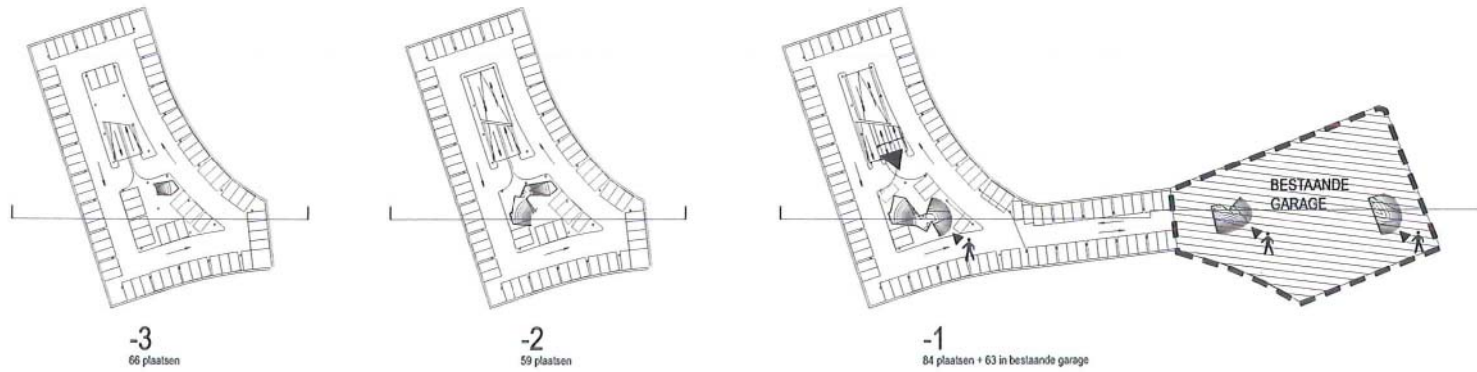 BESTAANDE
GARAGE
-3
66 plaatsen
-2
59 plaatsen
-1
84 plaatsen + 63 in bestaande garage